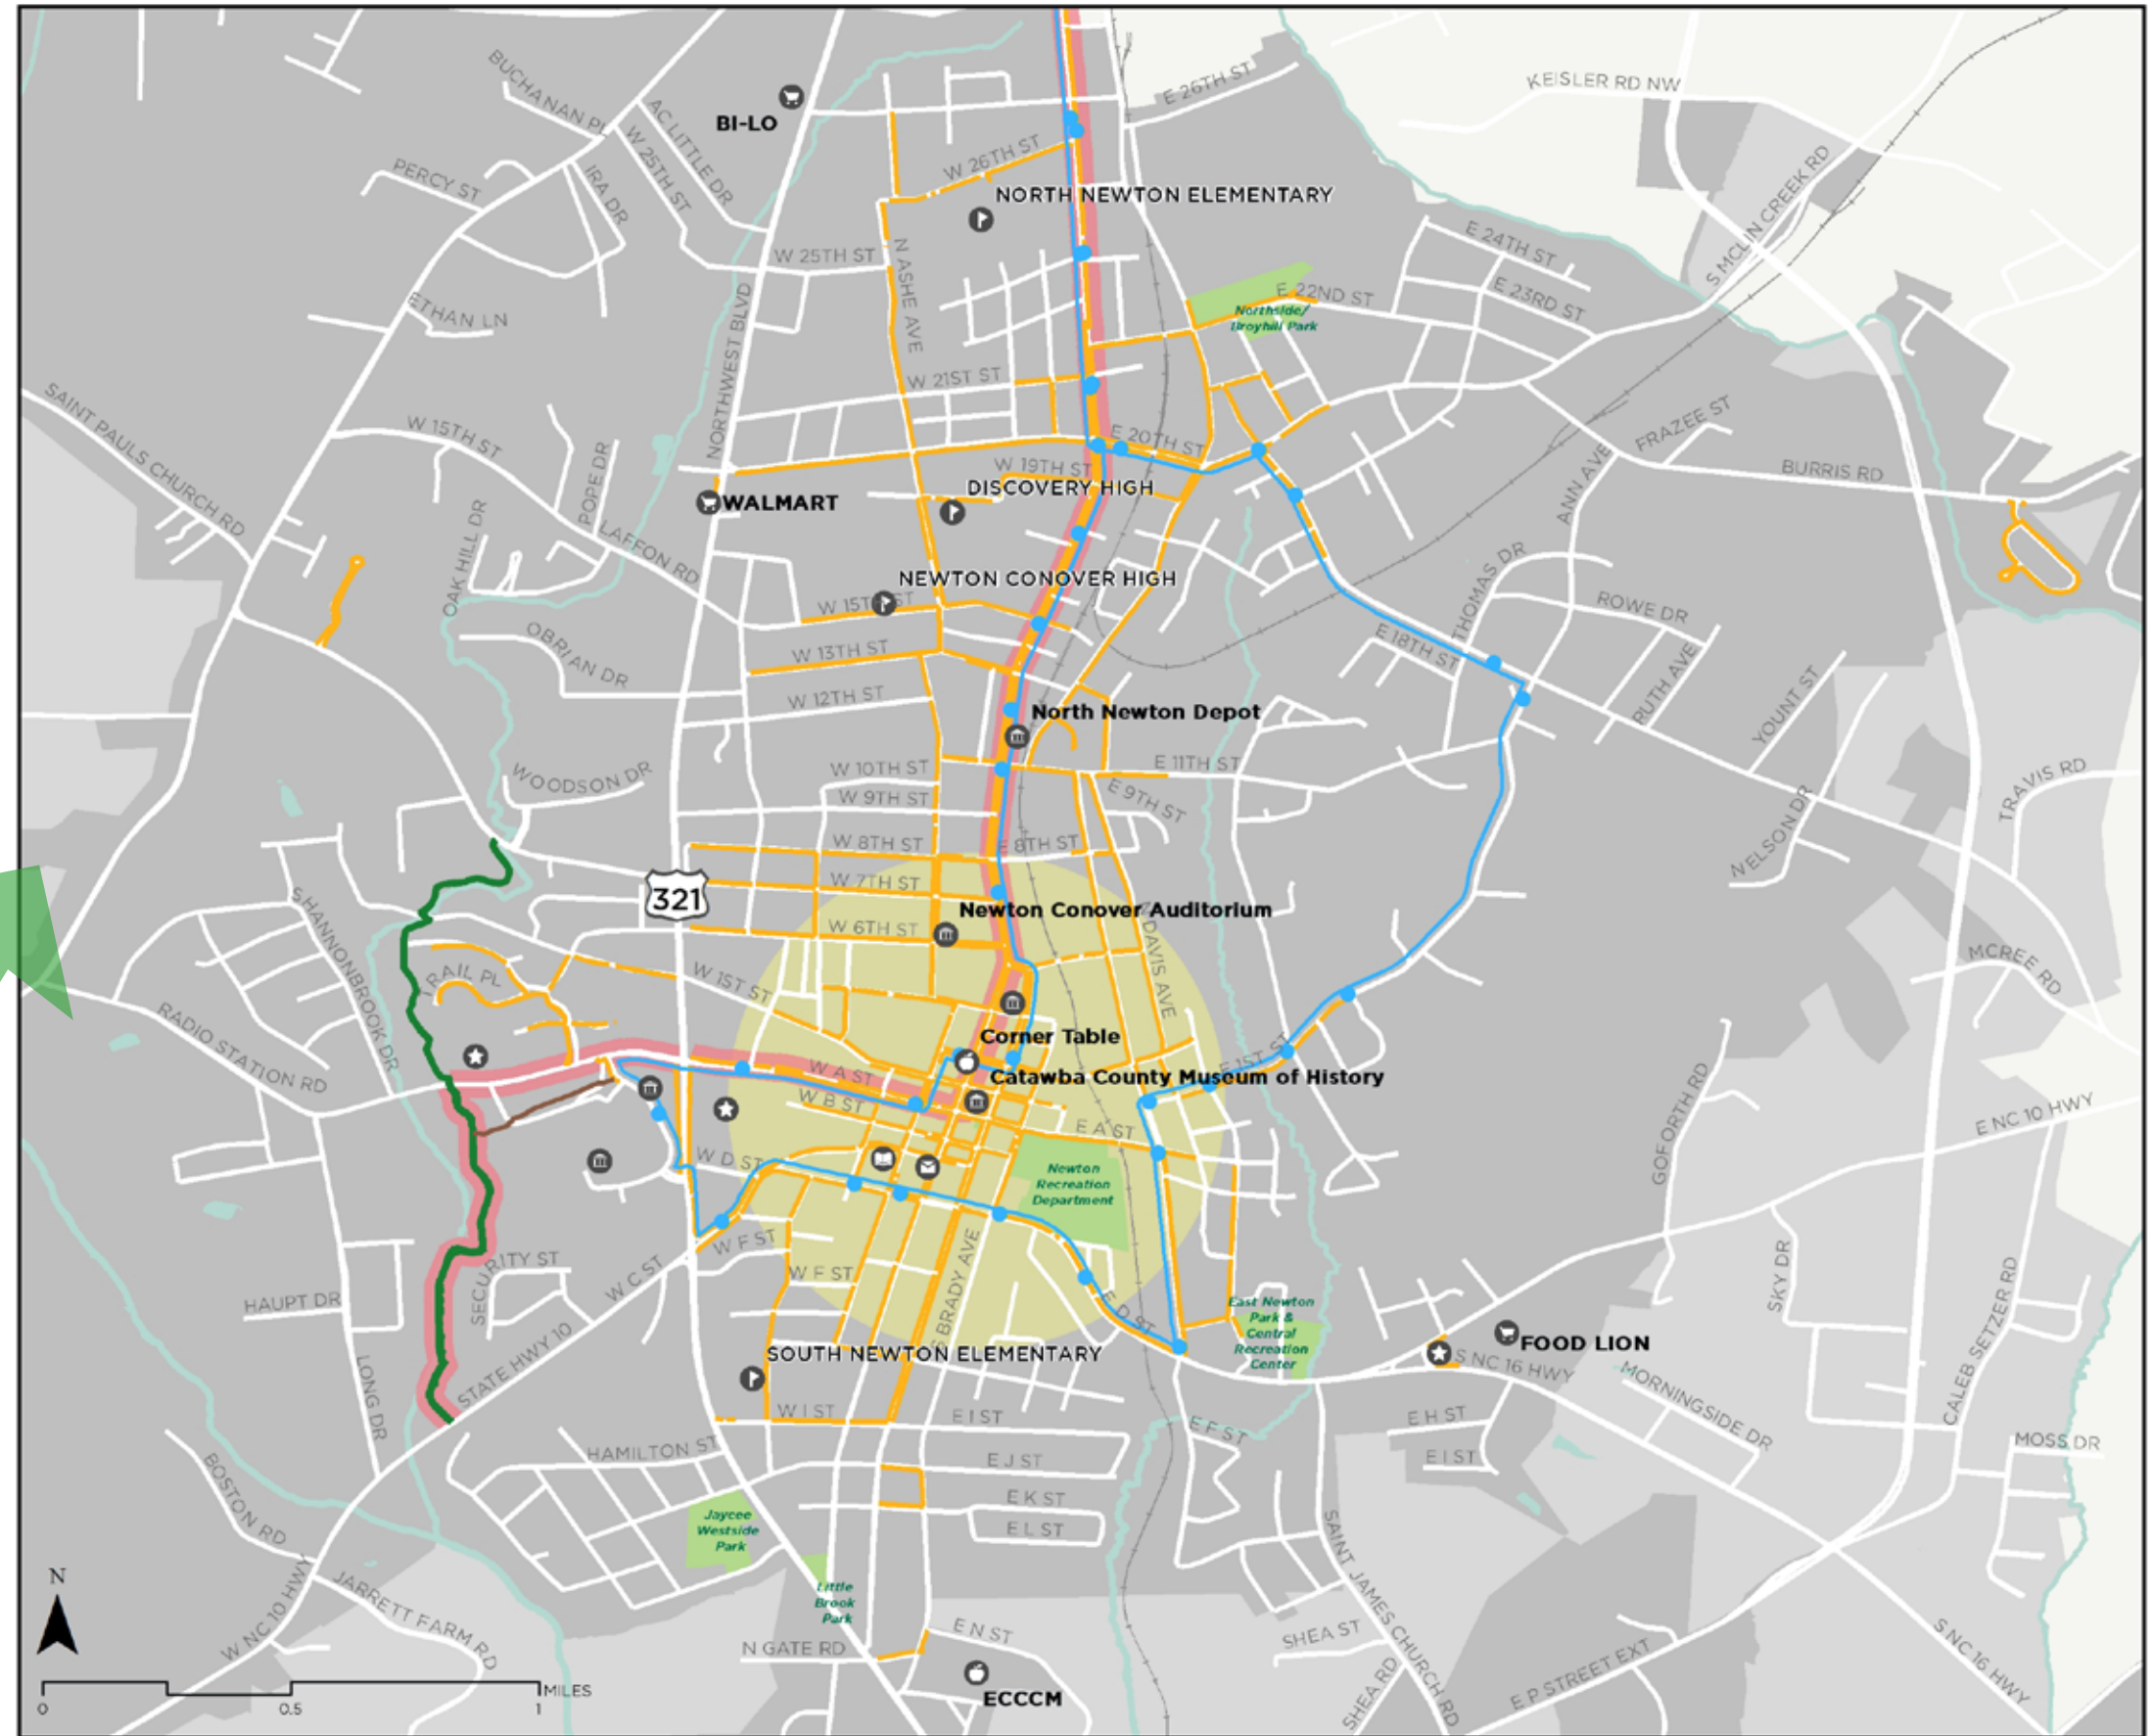 BUCHANAN PL
AC LITTLE DR
W 25TH ST
BI-LO
E 26TH ST
KEISLER RD NW
PERCY ST
IRA DR
W 26TH ST
NORTH NEWTON ELEMENTARY
S MCLIN CREEK RD
W 25TH ST
N ASHE AVE
E 24TH ST
E 23RD ST
E 22ND ST
Northside/
Broyhill Park
ETHAN LN
NORTHWEST BLVD
SAINT PAULS CHURCH RD
W 21ST ST
W 15TH ST
POPE DR
E 20TH ST
W 19TH ST
DISCOVERY HIGH
WALMART
ANN AVE
FRAZEE ST
BURRIS RD
OAK HILL DR
LAFFON RD
NEWTON CONOVER HIGH
W 15TH ST
THOMAS DR
ROWE DR
OBRIAN DR
W 13TH ST
E 18TH ST
W 12TH ST
RUTH AVE
YOUNT ST
North Newton Depot
WOODSON DR
W 10TH ST
E 11TH ST
W 9TH ST
E 9TH ST
TRAVIS RD
W 8TH ST
E 8TH ST
NELSON DR
321
W 7TH ST
Newton Conover Auditorium
W 6TH ST
SHANNONBROOK DR
TRAIL PL
W 1ST ST
N DAVIS AVE
MCREE RD
RADIO STATION RD
Corner Table
W A ST
Catawba County Museum of History
E 1ST ST
W B ST
E A ST
GOFORTH RD
E NC 10 HWY
W D ST
Newton
Recreation
Department
SECURITY ST
W F ST
W C ST
W F ST
S BRADY AVE
E D ST
HAUPT DR
East Newton
Park &
Central
Recreation
Center
SKY DR
CALEB SETZER RD
STATE HWY 10
SOUTH NEWTON ELEMENTARY
FOOD LION
S NC 16 HWY
MORNINGSIDE DR
LONG DR
W I ST
E I ST
E F ST
E H ST
E I ST
MOSS DR
HAMILTON ST
E J ST
BOSTON RD
E K ST
E L ST
Jaycee
Westside
Park
Little
Brook
Park
SAINT JAMES CHURCH RD
JARRETT FARM RD
W NC 10 HWY
N GATE RD
E N ST
SHEA ST
SHEA RD
E P STREET EXT
S NC 16 HWY
ECCCM
N
MILES
0
0.5
1